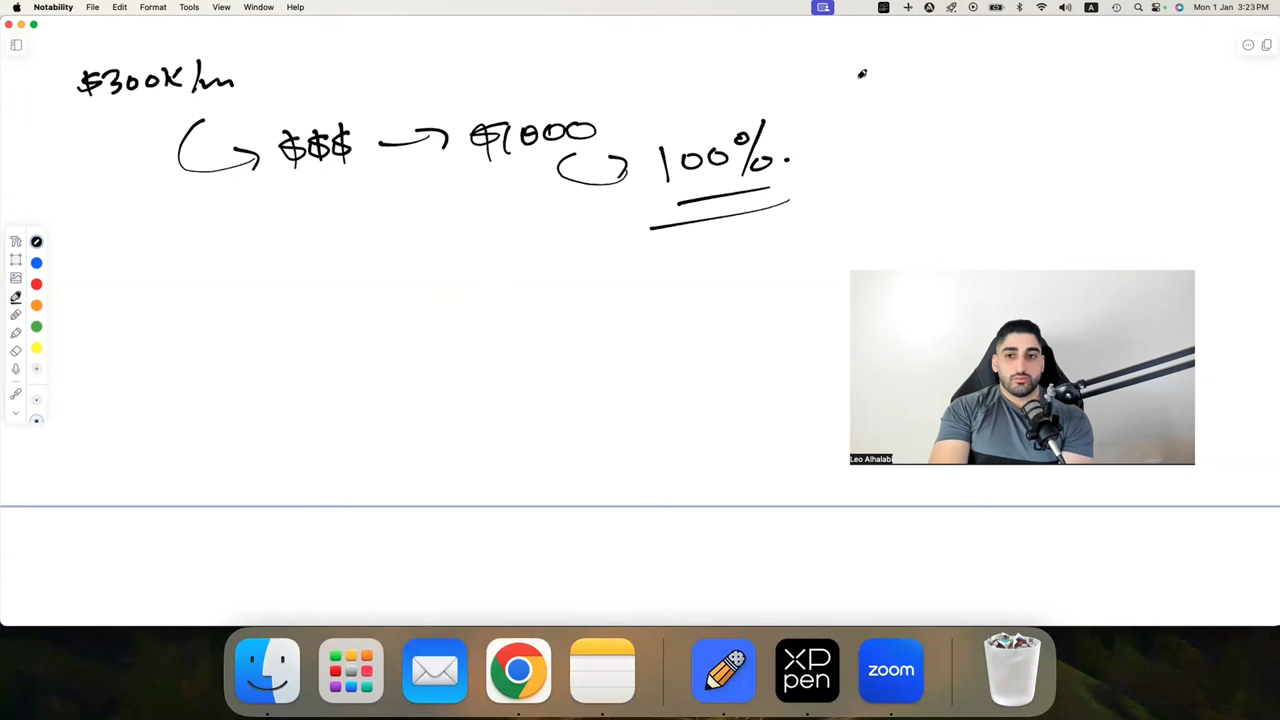 Notability File Edit Format Tools View Window Help A Mon 1 Jan 3:23 PM
$300K/m
$$$ → $1000
100%.
Tt
Leo Alhalabi
XP
pen
zoom